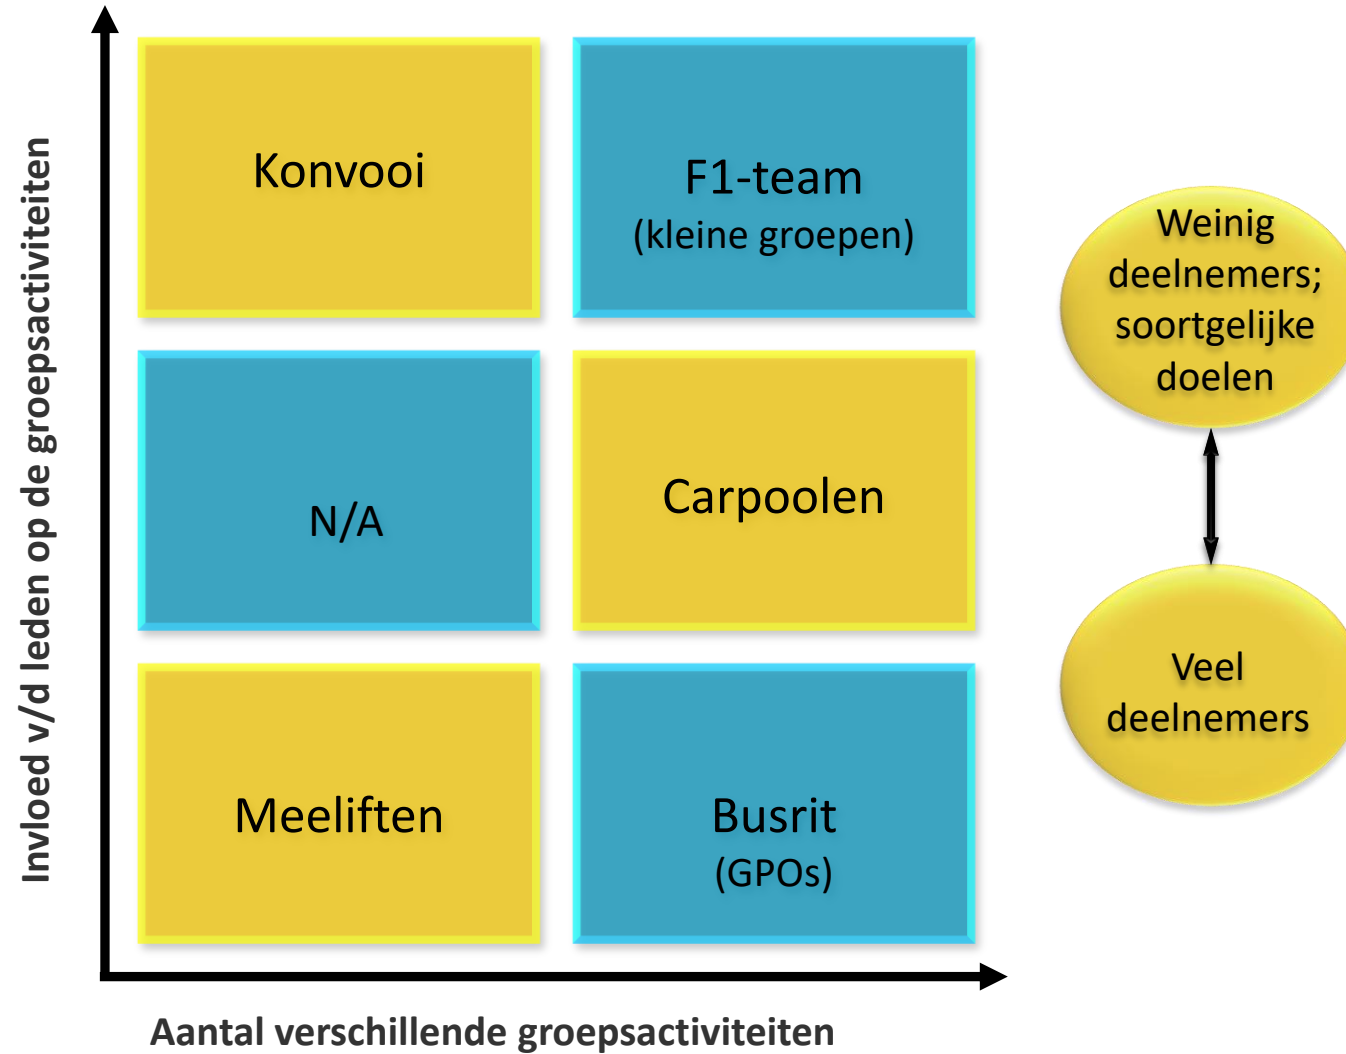 Invloed v/d leden op de groepsactiviteiten
Konvooi
F1-team
(kleine groepen)
N/A
Carpoolen
Meeliften
Busrit
(GPOs)
Aantal verschillende groepsactiviteiten
Weinig
deelnemers;
soortgelijke
doelen
Veel
deelnemers